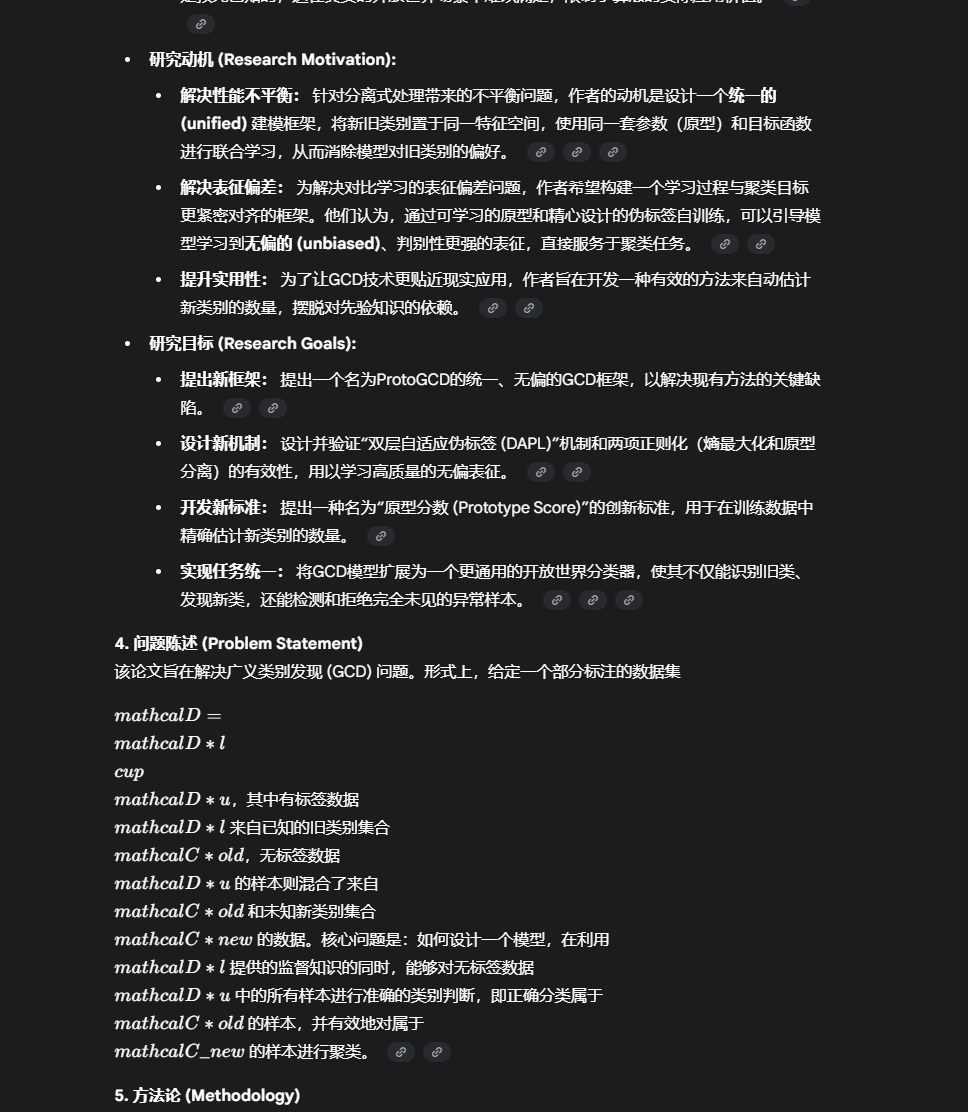 研究动机 (Research Motivation):
解决性能不平衡： 针对分离式处理带来的不平衡问题，作者的动机是设计一个统一的
(unified) 建模框架，将新旧类别置于同一特征空间，使用同一套参数（原型）和目标函数
进行联合学习，从而消除模型对旧类别的偏好。
解决表征偏差： 为解决对比学习的表征偏差问题，作者希望构建一个学习过程与聚类目标
更紧密对齐的框架。他们认为，通过可学习的原型和精心设计的伪标签自训练，可以引导模
型学习到无偏的 (unbiased)、判别性更强的表征，直接服务于聚类任务。
提升实用性： 为了让GCD技术更贴近现实应用，作者旨在开发一种有效的方法来自动估计
新类别的数量，摆脱对先验知识的依赖。
研究目标 (Research Goals):
提出新框架： 提出一个名为ProtoGCD的统一、无偏的GCD框架，以解决现有方法的关键缺
陷。
设计新机制： 设计并验证“双层自适应伪标签 (DAPL)”机制和两项正则化（熵最大化和原型
分离）的有效性，用以学习高质量的无偏表征。
开发新标准： 提出一种名为“原型分数 (Prototype Score)”的创新标准，用于在训练数据中
精确估计新类别的数量。
实现任务统一： 将GCD模型扩展为一个更通用的开放世界分类器，使其不仅能识别旧类、
发现新类，还能检测和拒绝完全未见的异常样本。
4. 问题陈述 (Problem Statement)
该论文旨在解决广义类别发现 (GCD) 问题。形式上，给定一个部分标注的数据集
mathcalD =
mathcalD * l
cup
mathcalD * u，其中有标签数据
mathcalD * l 来自已知的旧类别集合
mathcalC * old，无标签数据
mathcalD * u 的样本则混合了来自
mathcalC * old 和未知新类别集合
mathcalC * new 的数据。核心问题是：如何设计一个模型，在利用
mathcalD * l 提供的监督知识的同时，能够对无标签数据
mathcalD * u 中的所有样本进行准确的类别判断，即正确分类属于
mathcalC * old 的样本，并有效地对属于
mathcalC_new 的样本进行聚类。
5. 方法论 (Methodology)